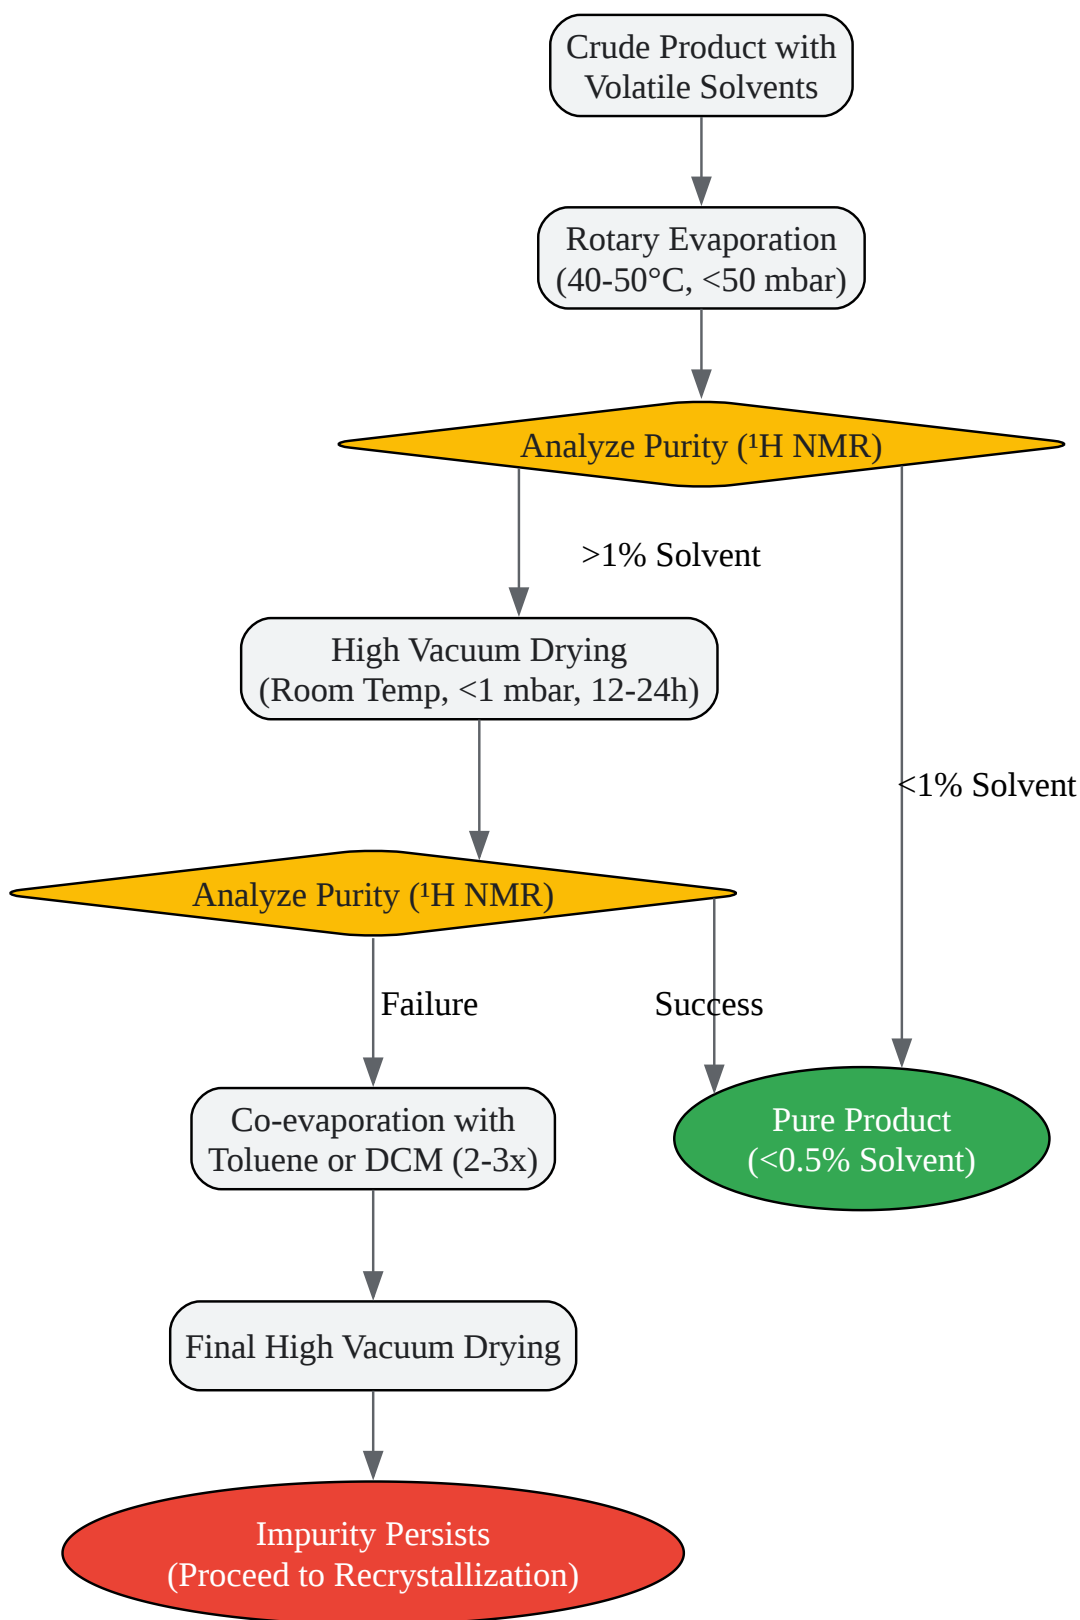 Crude Product with
Volatile Solvents
Rotary Evaporation
(40-50°C, <50 mbar)
Analyze Purity (¹H NMR)
>1% Solvent
High Vacuum Drying
(Room Temp, <1 mbar, 12-24h)
<1% Solvent
Analyze Purity (¹H NMR)
Failure
Success
Co-evaporation with
Toluene or DCM (2-3x)
Pure Product
(<0.5% Solvent)
Final High Vacuum Drying
Impurity Persists
(Proceed to Recrystallization)